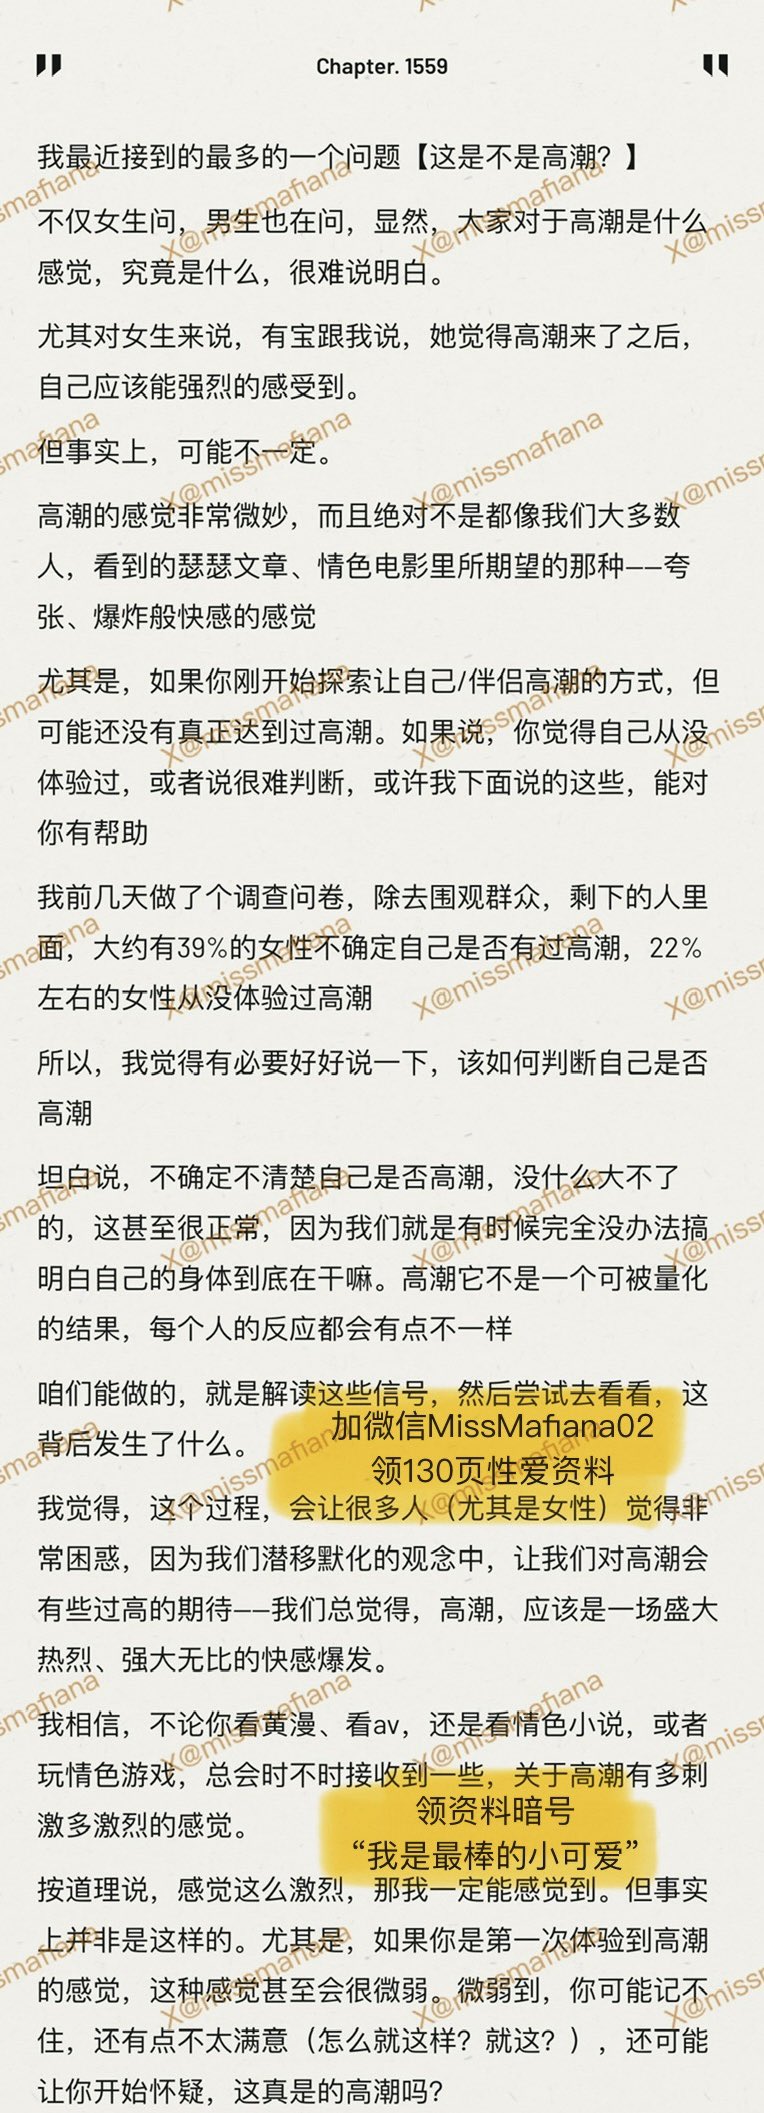 Chapter. 1559
我最近接到的最多的一个问题【这是不是高潮？】
不仅女生问，男生也在问，显然，大家对于高潮是什么
感觉，究竟是什么，很难说明白。
尤其对女生来说，有宝跟我说，她觉得高潮来了之后，
自己应该能强烈的感受到。
但事实上，可能不一定。
高潮的感觉非常微妙，而且绝对不是都像我们大多数
人，看到的瑟瑟文章、情色电影里所期望的那种——夸
张、爆炸般快感的感觉
尤其是，如果你刚开始探索让自己/伴侣高潮的方式，但
可能还没有真正达到过高潮。如果说，你觉得自己从没
体验过，或者说很难判断，或许我下面说的这些，能对
你有帮助
我前几天做了个调查问卷，除去围观群众，剩下的人里
面，大约有39%的女性不确定自己是否有过高潮，22%
左右的女性从没体验过高潮
所以，我觉得有必要好好说一下，该如何判断自己是否
高潮
坦白说，不确定不清楚自己是否高潮，没什么大不了
的，这甚至很正常，因为我们就是有时候完全没办法搞
明白自己的身体到底在干嘛。高潮它不是一个可被量化
的结果，每个人的反应都会有点不一样
咱们能做的，就是解读这些信号，然后尝试去看看，这
背后发生了什么。
加微信MissMafiana02
领130页性爱资料
我觉得，这个过程，会让很多人（尤其是女性）觉得非
常困惑，因为我们潜移默化的观念中，让我们对高潮会
有些过高的期待——我们总觉得，高潮，应该是一场盛大
热烈、强大无比的快感爆发。
我相信，不论你看黄漫、看av，还是看情色小说，或者
玩情色游戏，总会时不时接收到一些，关于高潮有多刺
激多激烈的感觉。
领资料暗号
“我是最棒的小可爱”
按道理说，感觉这么激烈，那我一定能感觉到。但事实
上并非是这样的。尤其是，如果你是第一次体验到高潮
的感觉，这种感觉甚至会很微弱。微弱到，你可能记不
住，还有点不太满意（怎么就这样？就这？），还可能
让你开始怀疑，这真是的高潮吗？
X@missmafiana